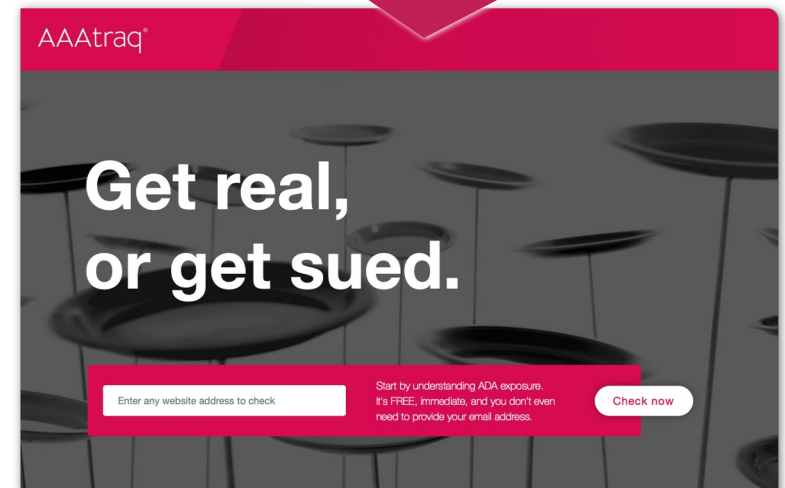 AAAtraq®
Get real,
or get sued.
Enter any website address to check
Start by understanding ADA exposure.
It's FREE, immediate, and you don't even
need to provide your email address.
Check now